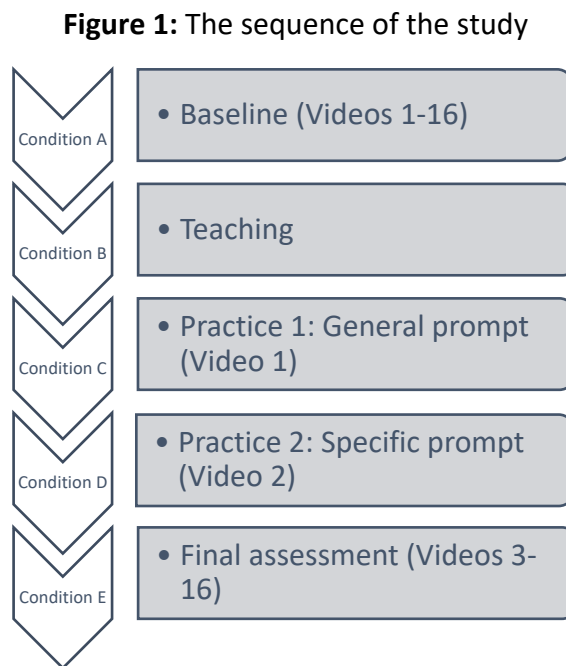 Figure 1: The sequence of the study
Condition A
• Baseline (Videos 1-16)
Condition B
• Teaching
Condition C
• Practice 1: General prompt
(Video 1)
Condition D
• Practice 2: Specific prompt
(Video 2)
Condition E
• Final assessment (Videos 3-
16)